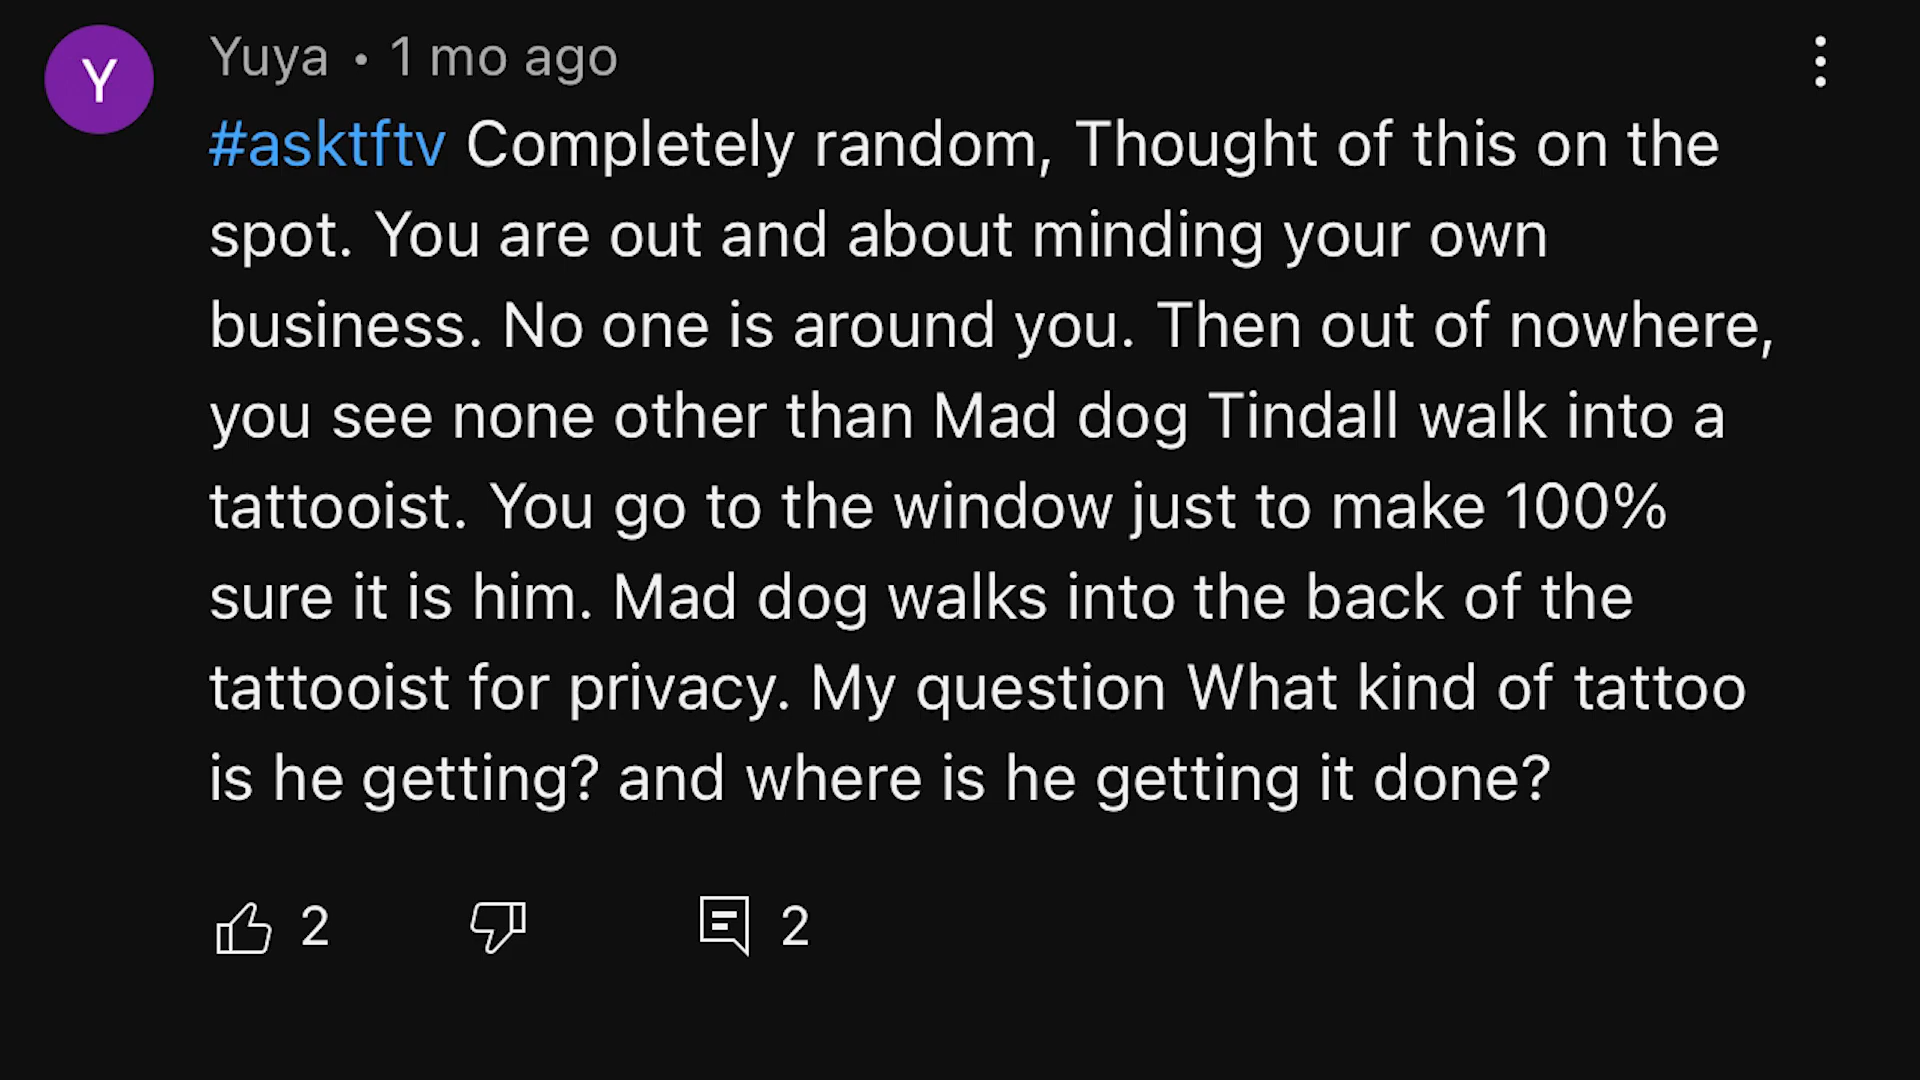 Y
Yuya • 1 mo ago
#asktftv Completely random, Thought of this on the
spot. You are out and about minding your own
business. No one is around you. Then out of nowhere,
you see none other than Mad dog Tindall walk into a
tattooist. You go to the window just to make 100%
sure it is him. Mad dog walks into the back of the
tattooist for privacy. My question What kind of tattoo
is he getting? and where is he getting it done?
2 2